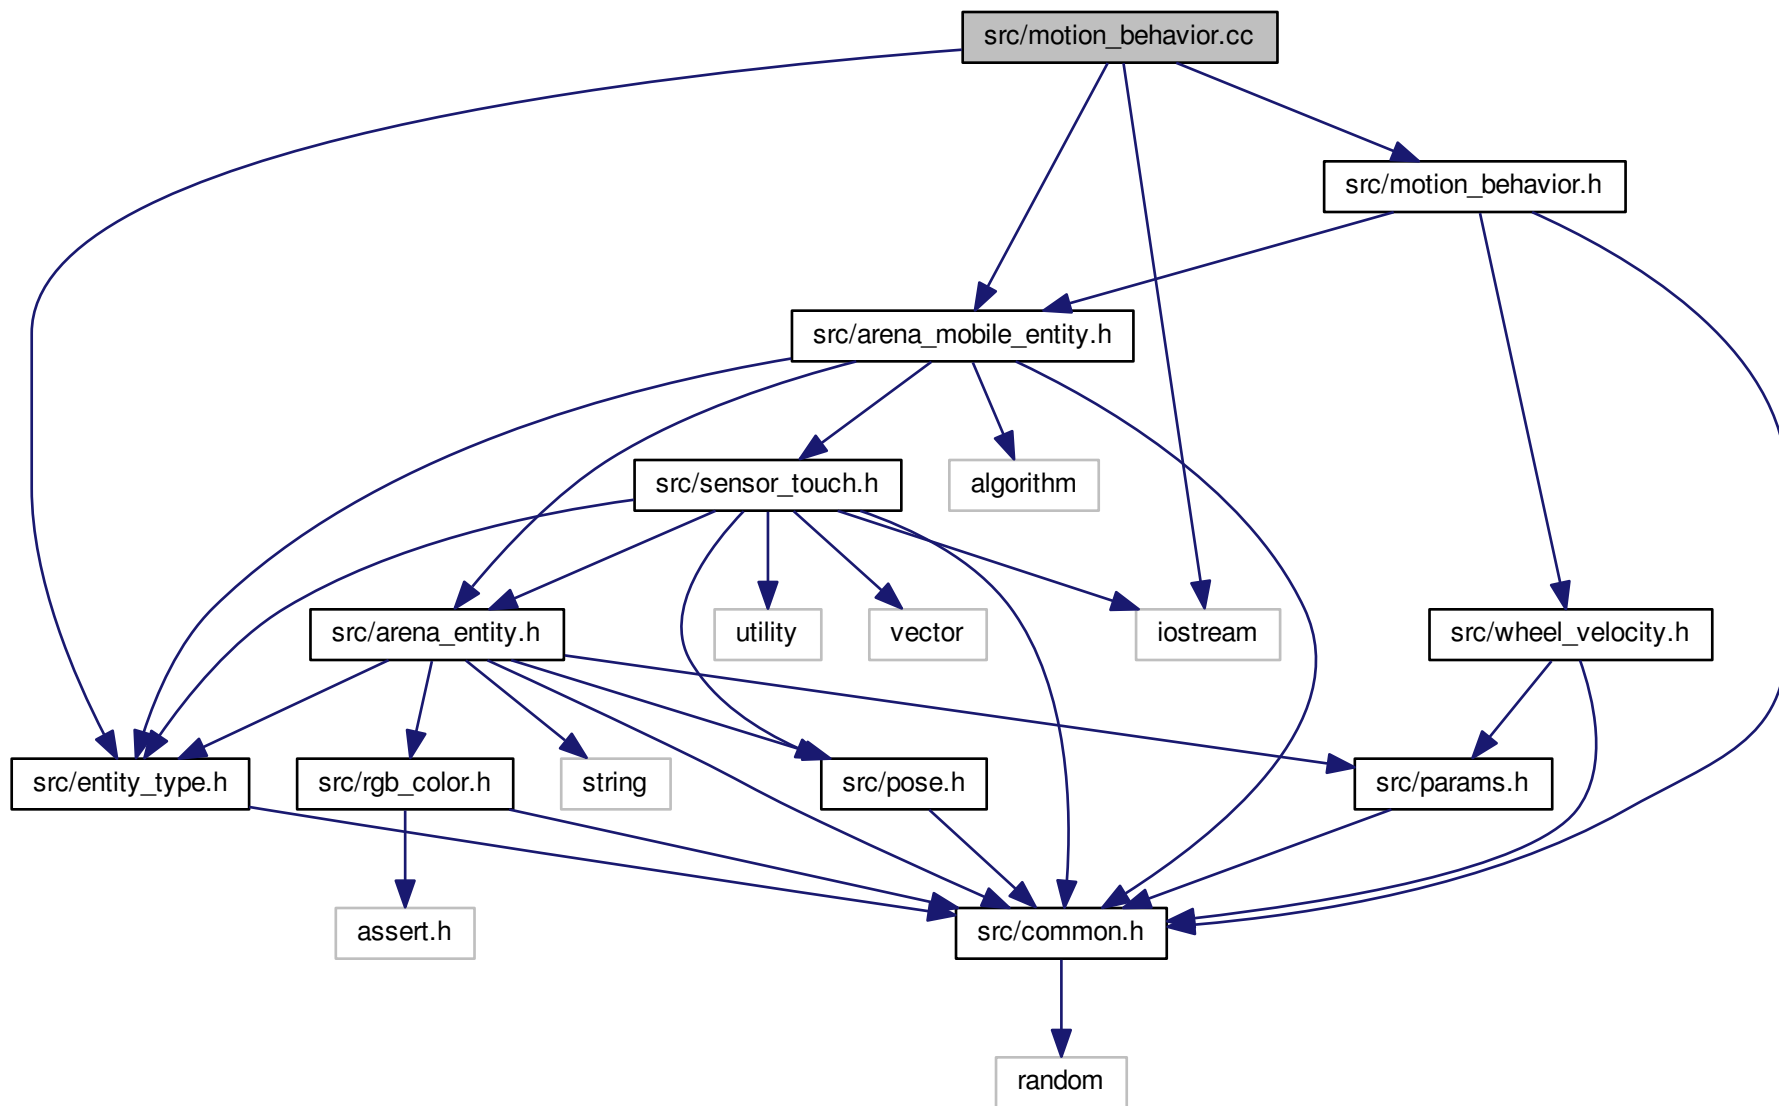 src/motion_behavior.cc
src/motion_behavior.h
src/arena_mobile_entity.h
src/sensor_touch.h
algorithm
src/arena_entity.h
utility
vector
iostream
src/wheel_velocity.h
src/entity_type.h
src/rgb_color.h
string
src/pose.h
src/params.h
assert.h
src/common.h
random